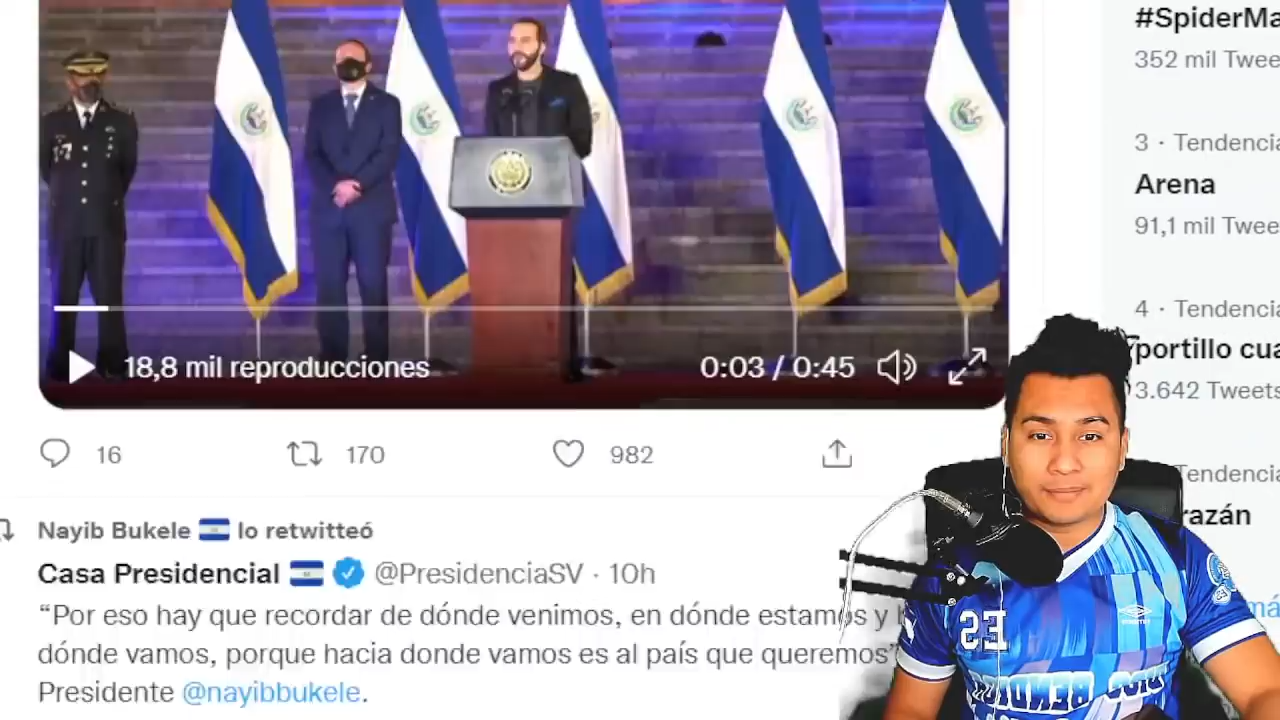 #SpiderMa
352 mil Twee
3 · Tendencia
Arena
91,1 mil Twee
4 · Tendencia
portillo cua
3.642 Tweets
Tendencia
razán
má
18,8 mil reproducciones
0:03 / 0:45
16
170
982
Nayib Bukele lo retwitteó
Casa Presidencial @PresidenciaSV · 10h
“Por eso hay que recordar de dónde venimos, en dónde estamos y
dónde vamos, porque hacia donde vamos es al país que queremos”
Presidente @nayibbukele.